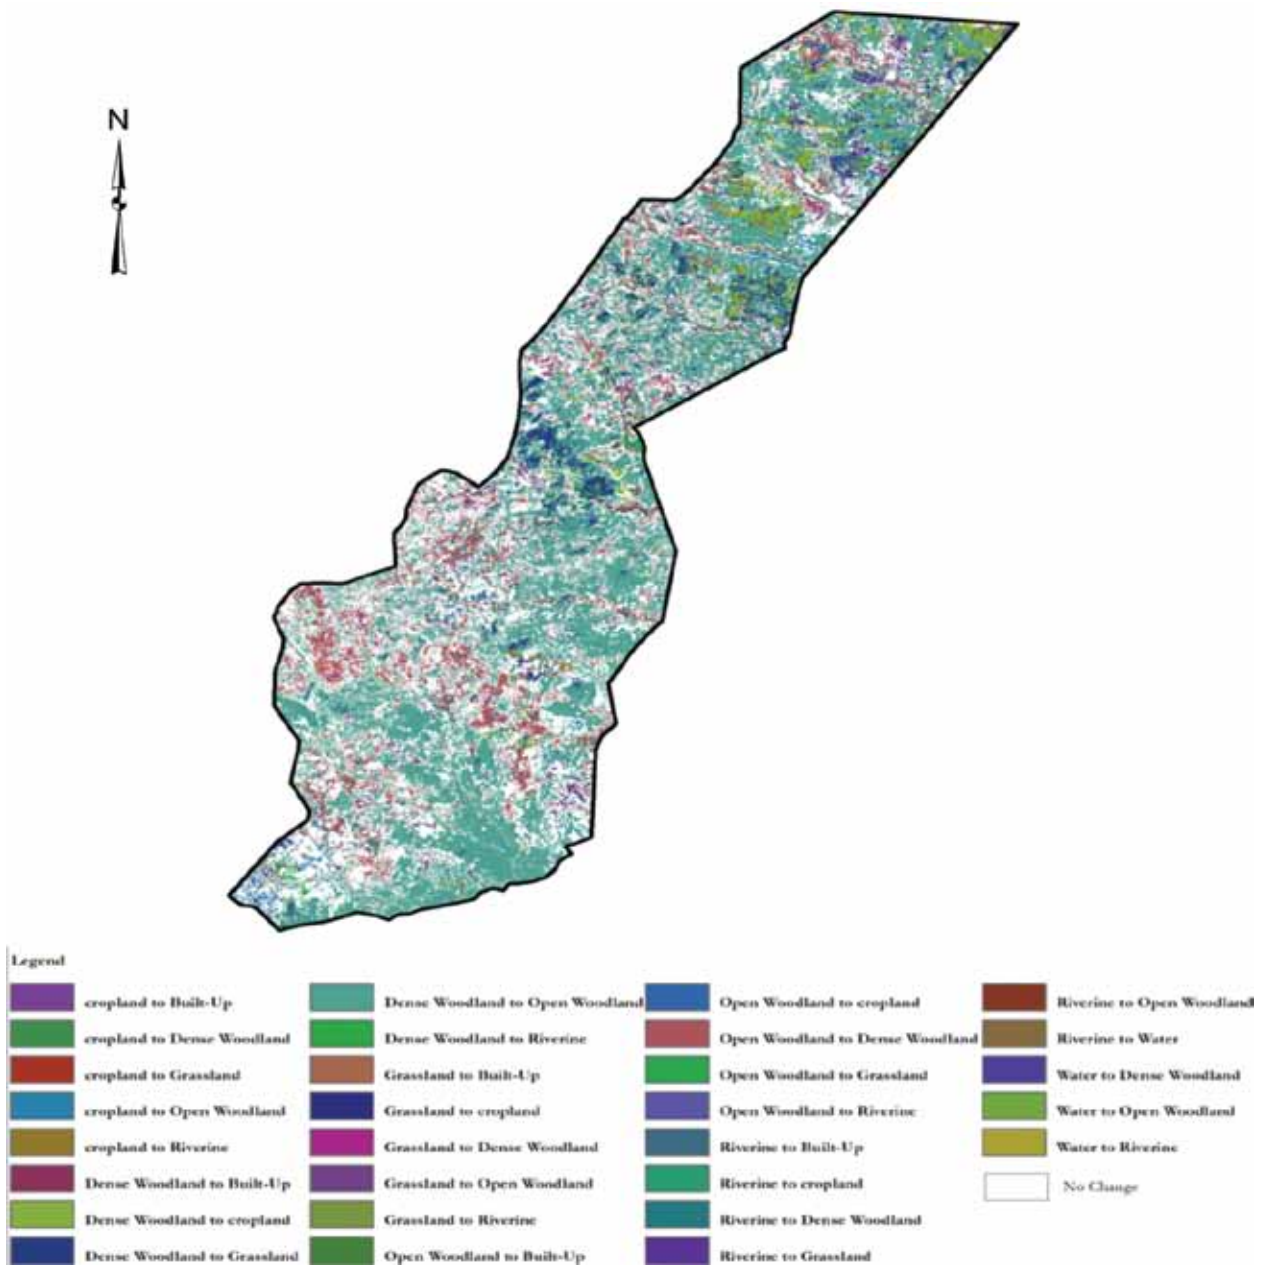 N
Legend
cropland to Built-Up
cropland to Dense Woodland
cropland to Grassland
cropland to Open Woodland
cropland to Riverine
Dense Woodland to Built-Up
Dense Woodland to cropland
Dense Woodland to Grassland
Dense Woodland to Open Woodland
Dense Woodland to Riverine
Grassland to Built-Up
Grassland to cropland
Grassland to Dense Woodland
Grassland to Open Woodland
Grassland to Riverine
Open Woodland to Built-Up
Open Woodland to cropland
Open Woodland to Dense Woodland
Open Woodland to Grassland
Open Woodland to Riverine
Riverine to Built-Up
Riverine to cropland
Riverine to Dense Woodland
Riverine to Grassland
Riverine to Open Woodland
Riverine to Water
Water to Dense Woodland
Water to Open Woodland
Water to Riverine
No Change